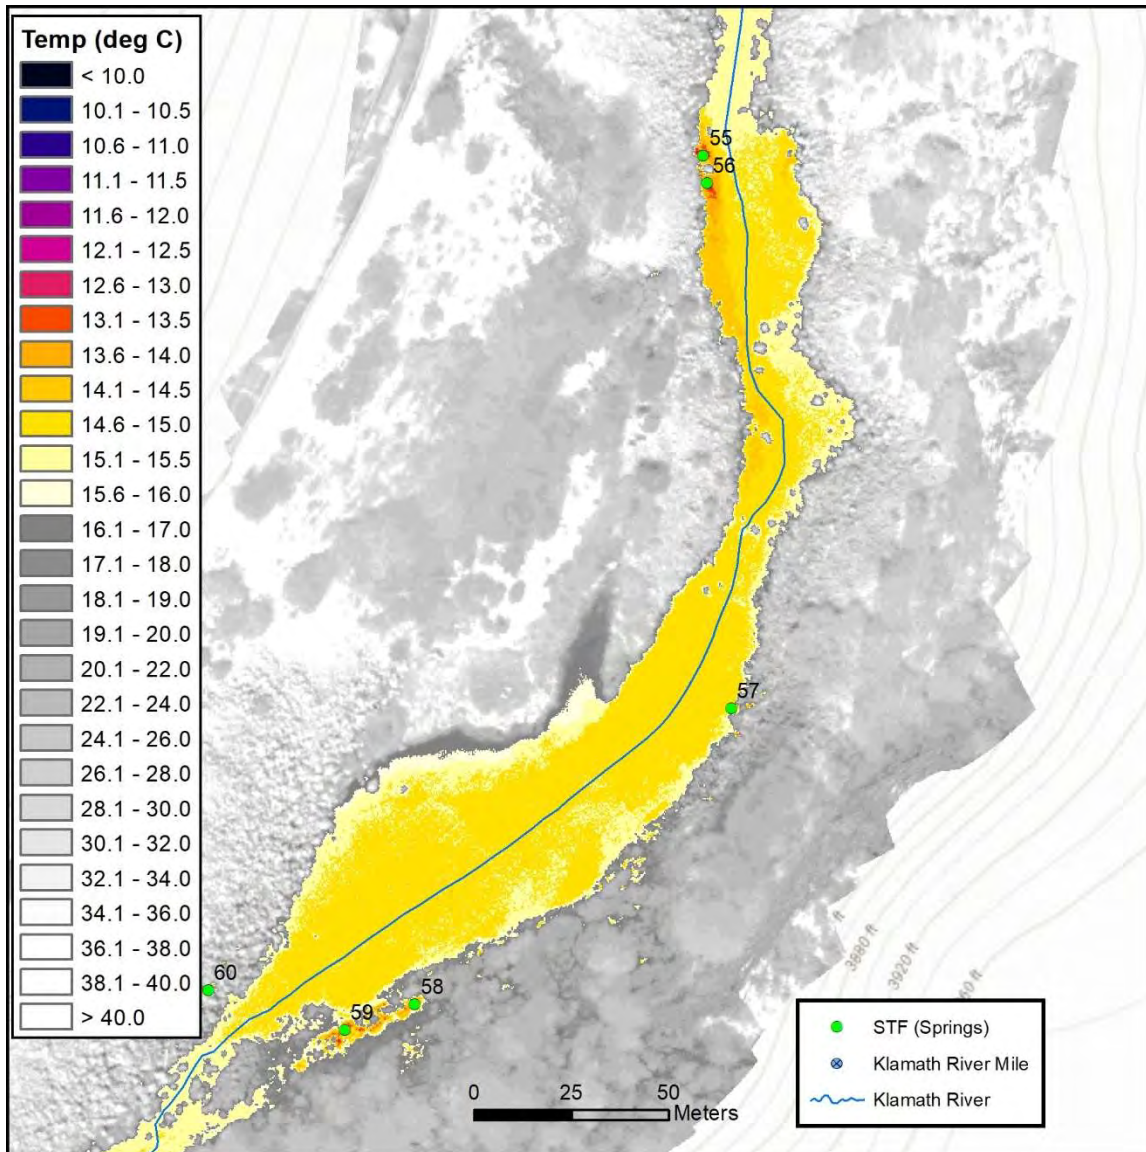 Temp (deg C)
< 10.0
10.1 - 10.5
10.6 - 11.0
11.1 - 11.5
11.6 - 12.0
12.1 - 12.5
12.6 - 13.0
13.1 - 13.5
13.6 - 14.0
14.1 - 14.5
14.6 - 15.0
15.1 - 15.5
15.6 - 16.0
16.1 - 17.0
17.1 - 18.0
18.1 - 19.0
19.1 - 20.0
20.1 - 22.0
22.1 - 24.0
24.1 - 26.0
26.1 - 28.0
28.1 - 30.0
30.1 - 32.0
32.1 - 34.0
34.1 - 36.0
36.1 - 38.0
38.1 - 40.0
> 40.0
55
56
57
58
59
60
3880 ft
3920 ft
60 ft
0 25 50
Meters
STF (Springs)
Klamath River Mile
Klamath River